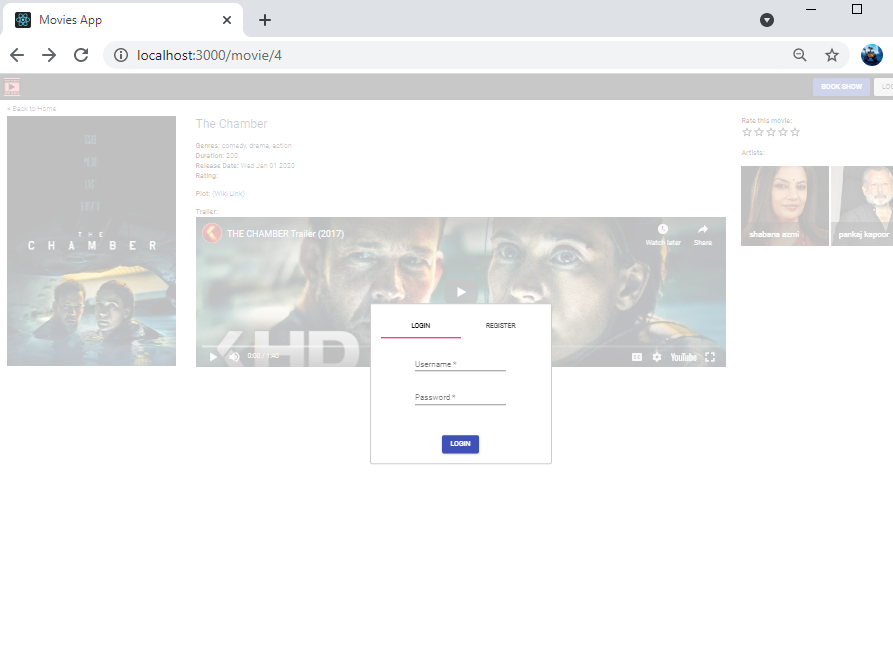 Movies App
localhost:3000/movie/4
BOOK SHOW
LOG
< Back to Home
THE
CHAMBER
The Chamber
Genres: comedy, drama, action
Duration: 200
Release Date: Wed Jan 01 2020
Rating:
Plot: (Wiki Link)
Trailer:
THE CHAMBER Trailer (2017)
Watch later
Share
HD
0:00 / 1:43
CC
YouTube
Rate this movie:
Artists:
shabana azmi
pankaj kapoor
LOGIN
REGISTER
Username *
Password *
LOGIN